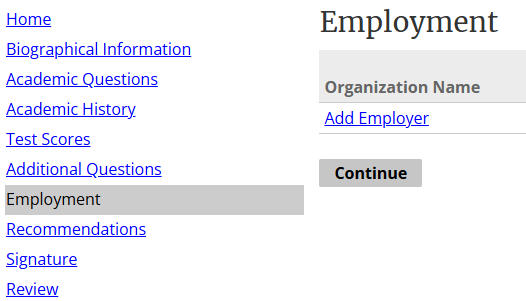 Home
Biographical Information
Academic Questions
Academic History
Test Scores
Additional Questions
Employment
Recommendations
Signature
Review
Employment
Organization Name
Add Employer
Continue